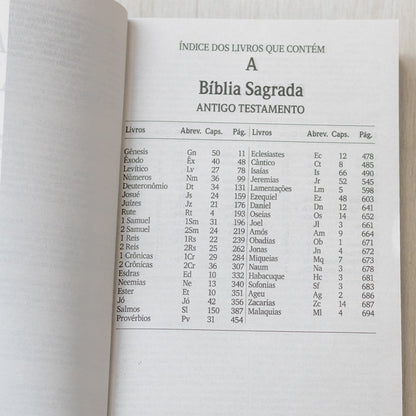 ÍNDICE DOS LIVROS QUE CONTÉM
A
Bíblia Sagrada
ANTIGO TESTAMENTO
Livros Abrev. Caps. Pág.
Gênesis Gn 50 11
Êxodo Êx 40 48
Levítico Lv 27 78
Números Nm 36 99
Deuteronômio Dt 34 131
Josué Js 24 159
Juízes Jz 21 176
Rute Rt 4 193
1 Samuel 1Sm 31 196
2 Samuel 2Sm 24 219
1 Reis 1Rs 22 239
2 Reis 2Rs 25 262
1 Crônicas 1Cr 29 284
2 Crônicas 2Cr 36 307
Esdras Ed 10 332
Neemias Ne 13 340
Ester Et 10 351
Jó Jó 42 356
Salmos Sl 150 387
Provérbios Pv 31 454
Livros Abrev. Caps. Pág.
Eclesiastes Ec 12 478
Cântico Ct 8 485
Isaías Is 66 490
Jeremias Jr 52 545
Lamentações Lm 5 598
Ezequiel Ez 48 603
Daniel Dn 12 641
Oseias Os 14 652
Joel Jl 3 661
Amós Am 9 664
Obadias Ob 1 671
Jonas Jn 4 672
Miqueias Mq 7 673
Naum Na 3 678
Habacuque Hc 3 681
Sofonias Sf 3 683
Ageu Ag 2 686
Zacarias Zc 14 687
Malaquias Ml 4 694